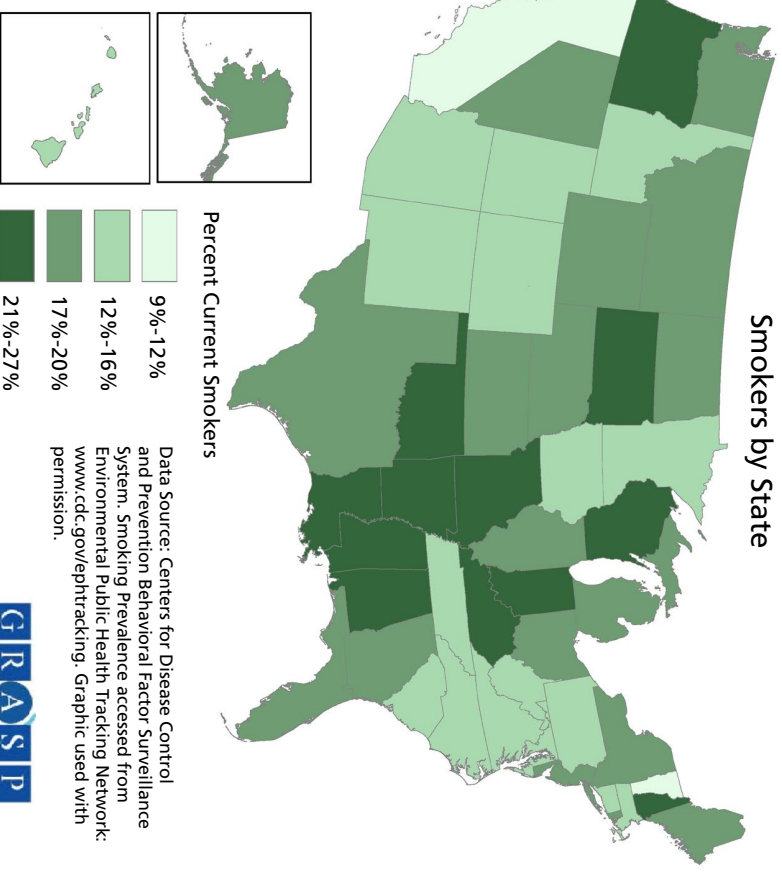 Smokers by State
Percent Current Smokers
9%-12%
12%-16%
17%-20%
21%-27%
Data Source: Centers for Disease Control
and Prevention Behavioral Factor Surveillance
System. Smoking Prevalence accessed from
Environmental Public Health Tracking Network:
www.cdc.gov/ephtracking. Graphic used with
permission.
GRASP